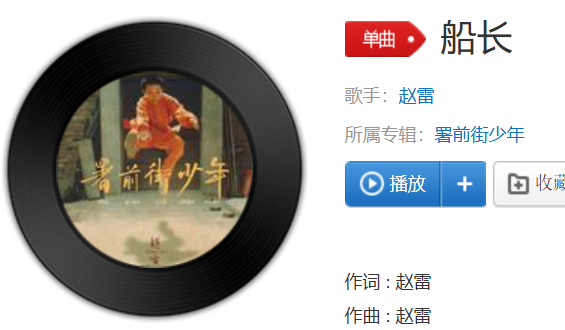 单曲 船长
歌手：赵雷
所属专辑：署前街少年
播放 + 收藏
作词 : 赵雷
作曲 : 赵雷
署前街少年
赵雷